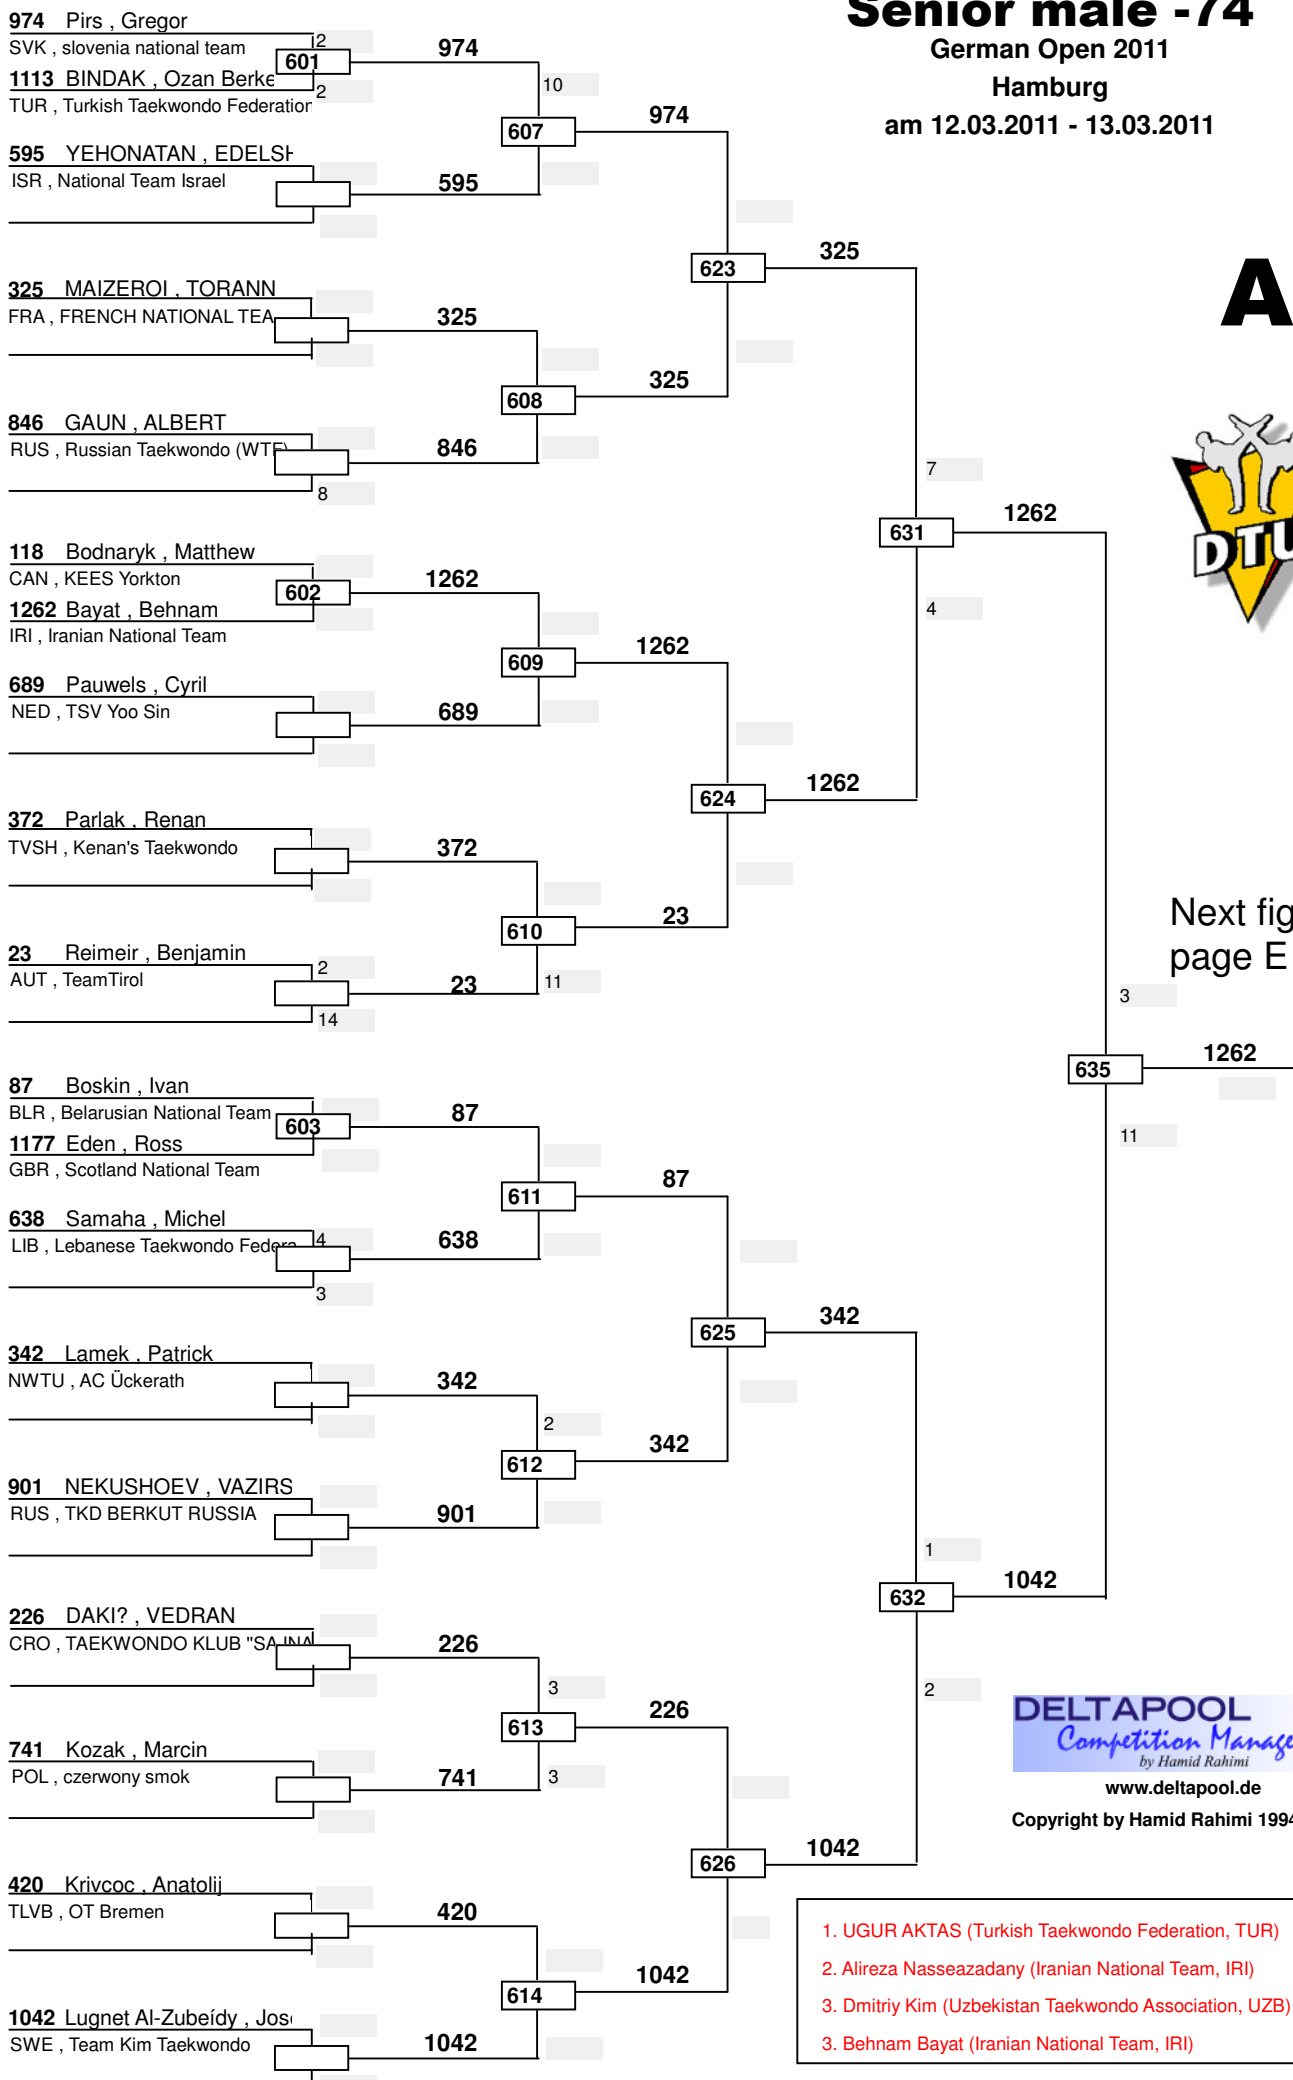 Senior male -74
German Open 2011
Hamburg
am 12.03.2011 - 13.03.2011
A
974 Pirs , Gregor
SVK , slovenia national team
2
601
974
1113 BINDAK , Ozan Berke
2
TUR , Turkish Taekwondo Federation
10
607
974
595 YEHONATAN , EDELSH
ISR , National Team Israel
595
623
325
325 MAIZEROI , TORANN
FRA , FRENCH NATIONAL TEA
325
608
325
846 GAUN , ALBERT
RUS , Russian Taekwondo (WTF)
846
8
7
631
1262
4
DTU
118 Bodnaryk , Matthew
CAN , KEES Yorkton
602
1262
1262 Bayat , Behnam
IRI , Iranian National Team
609
1262
689 Pauwels , Cyril
NED , TSV Yoo Sin
689
624
1262
372 Parlak , Renan
TVSH , Kenan's Taekwondo
372
610
23
23 Reimeir , Benjamin
AUT , TeamTirol
2
23
11
14
Next fig
page E
3
635
1262
11
87 Boskin , Ivan
BLR , Belarusian National Team
603
87
1177 Eden , Ross
GBR , Scotland National Team
611
87
638 Samaha , Michel
LIB , Lebanese Taekwondo Federa
4
638
3
625
342
342 Lamek , Patrick
NWTU , AC Ückerath
342
2
612
342
901 NEKUSHOEV , VAZIRS
RUS , TKD BERKUT RUSSIA
901
1
632
1042
2
226 DAKI? , VEDRAN
CRO , TAEKWONDO KLUB "SAJNA
226
3
613
226
741 Kozak , Marcin
POL , czerwony smok
741
3
626
1042
420 Krivcoc , Anatolij
TLVB , OT Bremen
420
614
1042
1042 Lugnet Al-Zubeídy , Jos
SWE , Team Kim Taekwondo
1042
DELTAPOOL
Competition Manage
by Hamid Rahimi
www.deltapool.de
Copyright by Hamid Rahimi 1994
1. UGUR AKTAS (Turkish Taekwondo Federation, TUR)
2. Alireza Nasseazadany (Iranian National Team, IRI)
3. Dmitriy Kim (Uzbekistan Taekwondo Association, UZB)
3. Behnam Bayat (Iranian National Team, IRI)